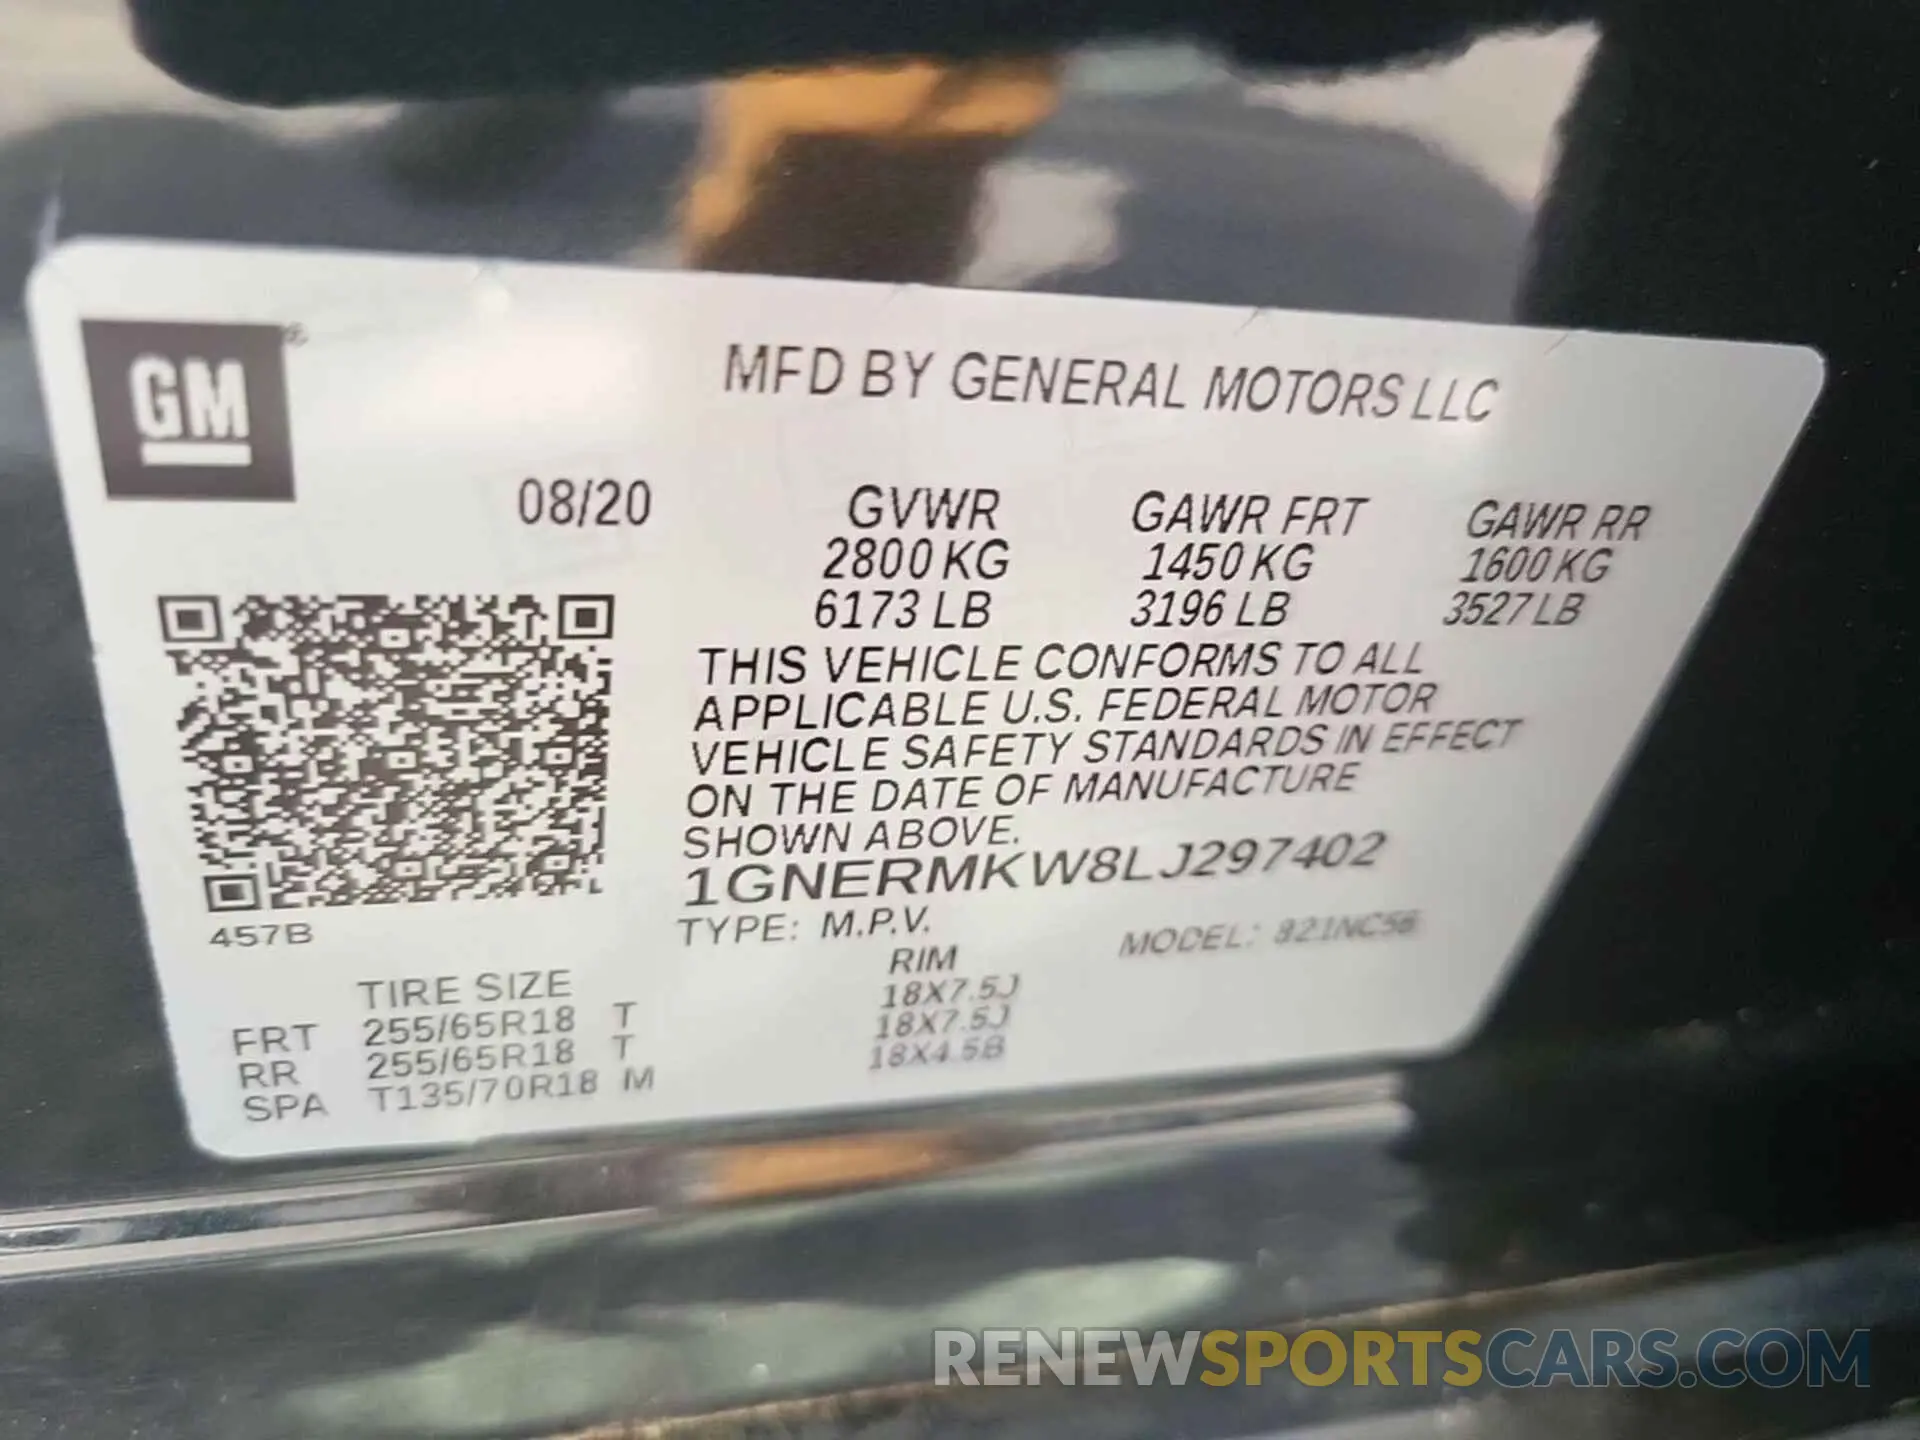 GM ®
MFD BY GENERAL MOTORS LLC
08/20
GVWR GAWR FRT GAWR RR
2800 KG 1450 KG 1600 KG
6173 LB 3196 LB 3527 LB
THIS VEHICLE CONFORMS TO ALL
APPLICABLE U.S. FEDERAL MOTOR
VEHICLE SAFETY STANDARDS IN EFFECT
ON THE DATE OF MANUFACTURE
SHOWN ABOVE.
1GNERMKW8LJ297402
457B
TYPE: M.P.V. MODEL:
TIRE SIZE RIM
FRT 255/65R18 T 18X7.5J
RR 255/65R18 T 18X7.5J
SPA T135/70R18 M 18X4.5B
RENEWSPORTSCARS.COM